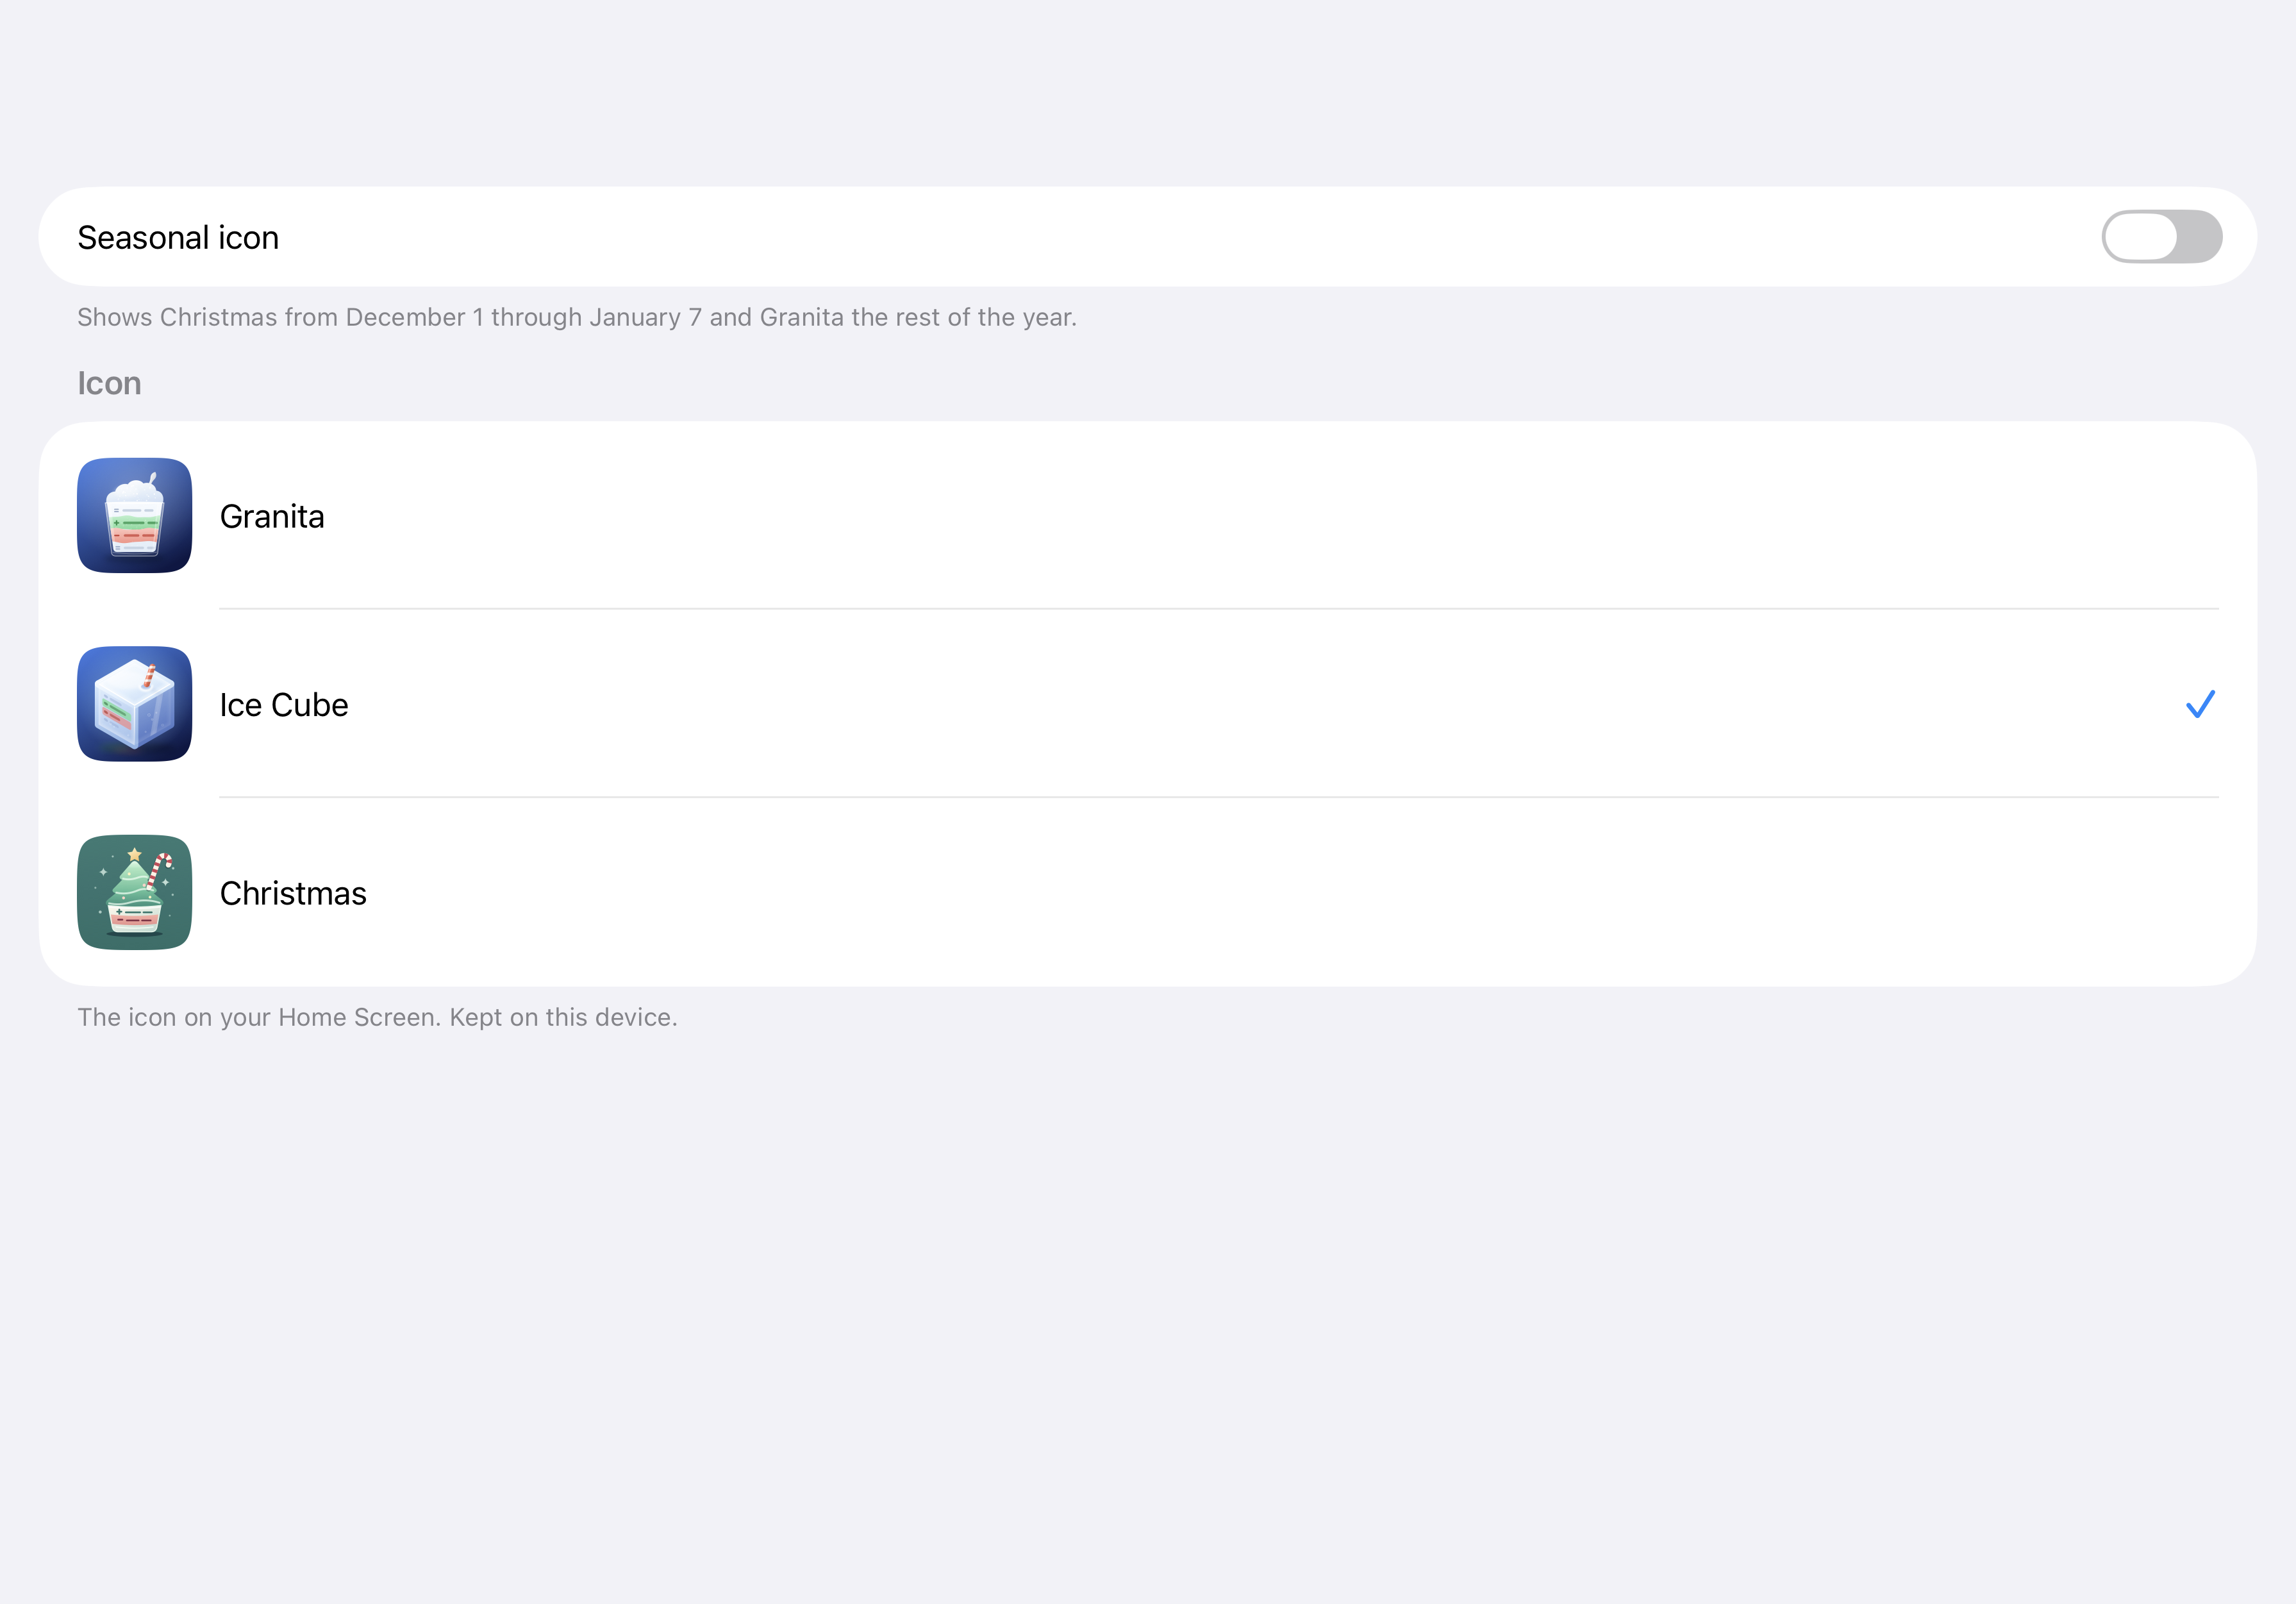 Seasonal icon
Shows Christmas from December 1 through January 7 and Granita the rest of the year.
Icon
Granita
Ice Cube
Christmas
The icon on your Home Screen. Kept on this device.